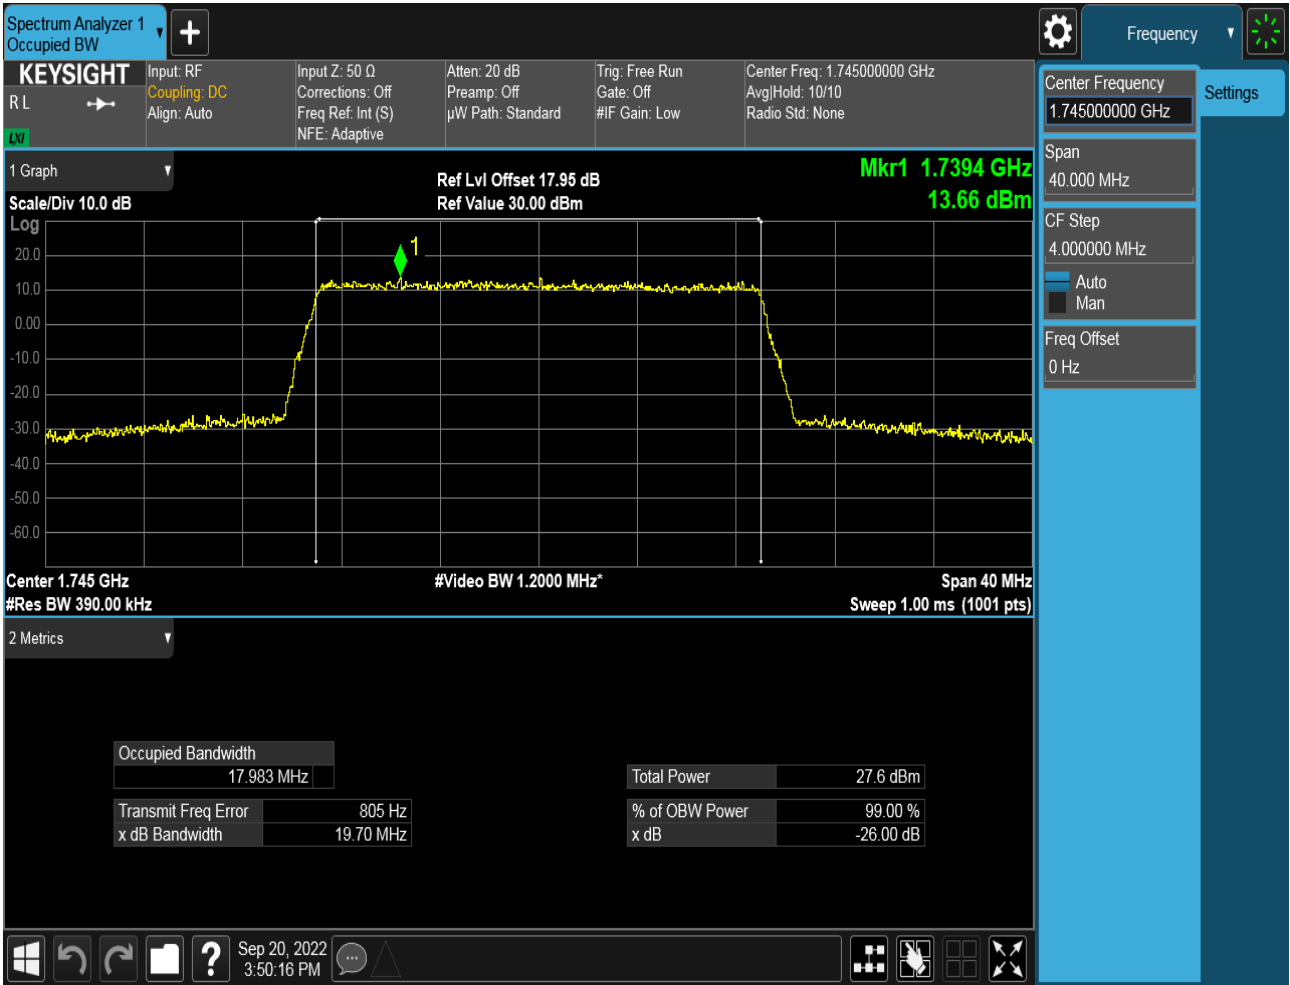 Spectrum Analyzer 1
Occupied BW
Frequency
KEYSIGHT
R L
LXI
Input: RF
Coupling: DC
Align: Auto
Input Z: 50 Ω
Corrections: Off
Freq Ref: Int (S)
NFE: Adaptive
Atten: 20 dB
Preamp: Off
µW Path: Standard
Trig: Free Run
Gate: Off
#IF Gain: Low
Center Freq: 1.745000000 GHz
Avg|Hold: 10/10
Radio Std: None
Center Frequency
1.745000000 GHz
Settings
Span
40.000 MHz
CF Step
4.000000 MHz
Auto
Man
Freq Offset
0 Hz
1 Graph
Scale/Div 10.0 dB
Log
Ref Lvl Offset 17.95 dB
Ref Value 30.00 dBm
Mkr1 1.7394 GHz
13.66 dBm
1
20.0
10.0
0.00
-10.0
-20.0
-30.0
-40.0
-50.0
-60.0
Center 1.745 GHz
#Video BW 1.2000 MHz*
Span 40 MHz
#Res BW 390.00 kHz
Sweep 1.00 ms (1001 pts)
2 Metrics
Occupied Bandwidth
17.983 MHz
Total Power 27.6 dBm
Transmit Freq Error 805 Hz
% of OBW Power 99.00 %
x dB Bandwidth 19.70 MHz
x dB -26.00 dB
?
Sep 20, 2022
3:50:16 PM